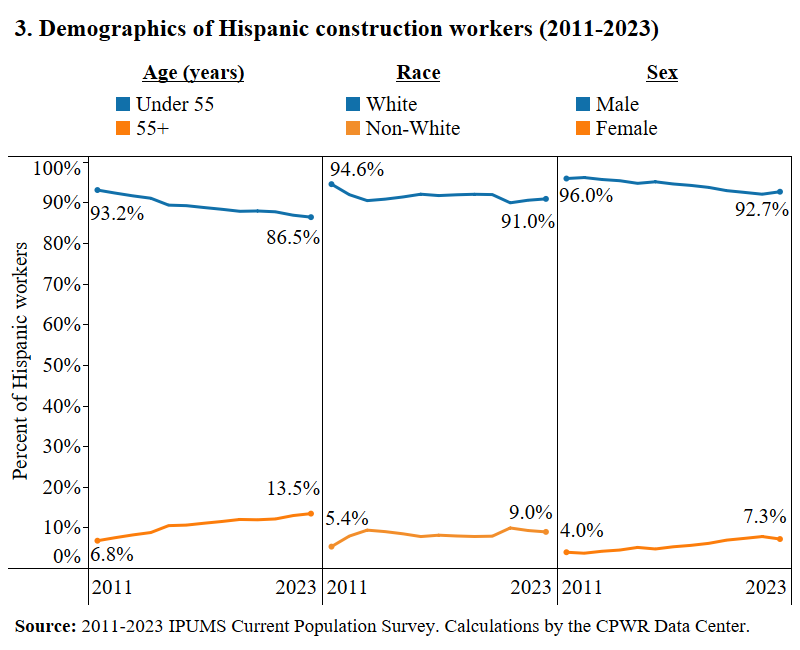 3. Demographics of Hispanic construction workers (2011-2023)
Age (years)
Under 55
55+
Race
White
Non-White
Sex
Male
Female
Percent of Hispanic workers
100%
90%
80%
70%
60%
50%
40%
30%
20%
10%
0%
93.2%
86.5%
13.5%
6.8%
94.6%
91.0%
5.4%
9.0%
96.0%
92.7%
4.0%
7.3%
2011 2023 2011 2023 2011 2023
Source: 2011-2023 IPUMS Current Population Survey. Calculations by the CPWR Data Center.